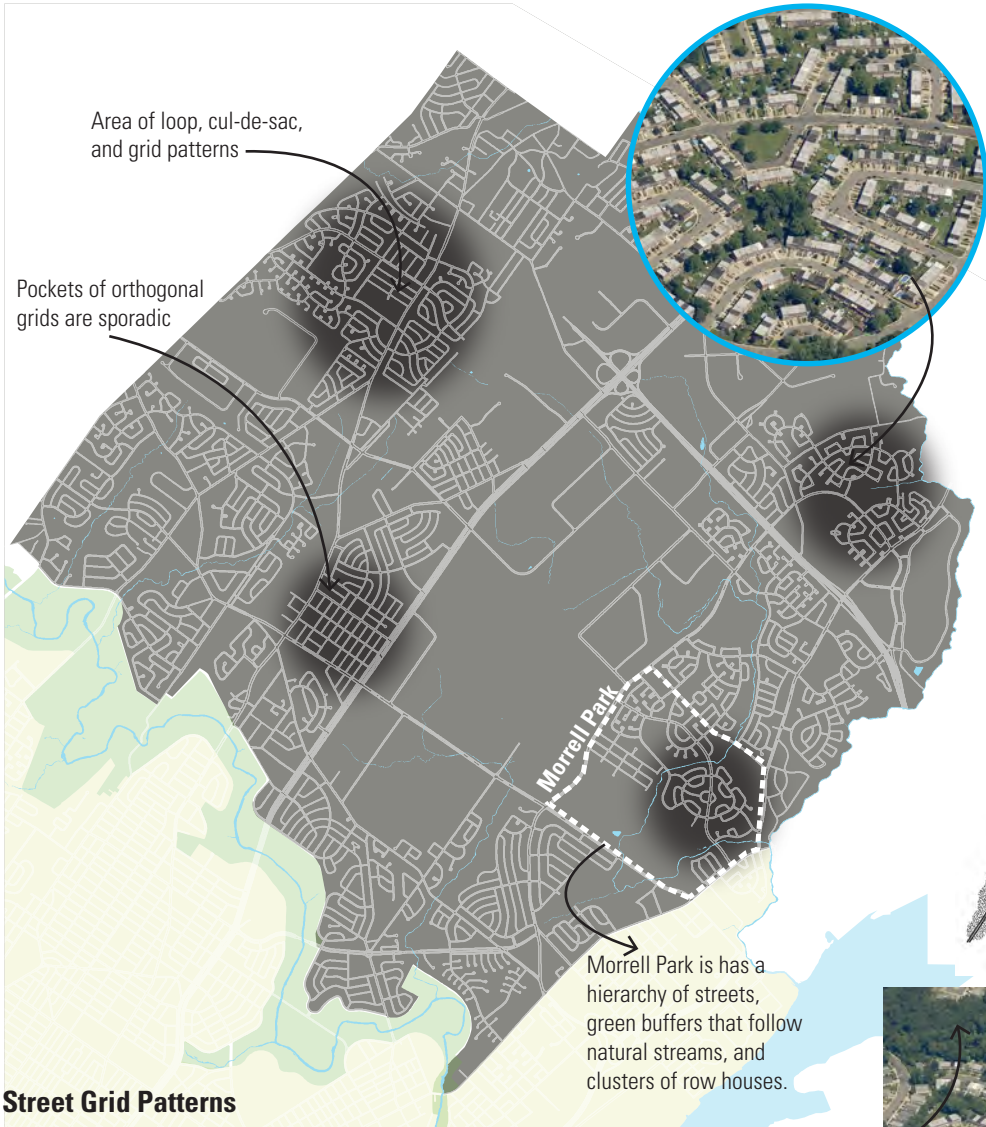 Area of loop, cul-de-sac,
and grid patterns
Pockets of orthogonal
grids are sporadic
Morrell Park
Morrell Park is has a
hierarchy of streets,
green buffers that follow
natural streams, and
clusters of row houses.
Street Grid Patterns